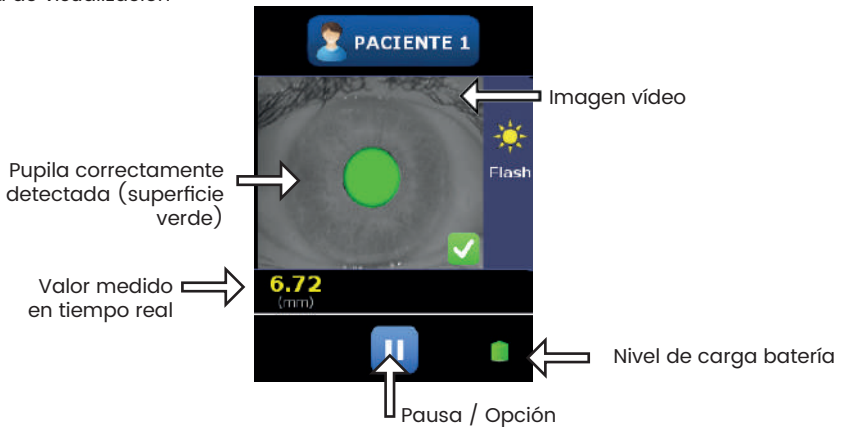 PACIENTE 1
Imagen vídeo
Flash
Pupila correctamente
detectada (superficie
verde)
Valor medido
en tiempo real
6.72
(mm)
Nivel de carga batería
Pausa / Opción